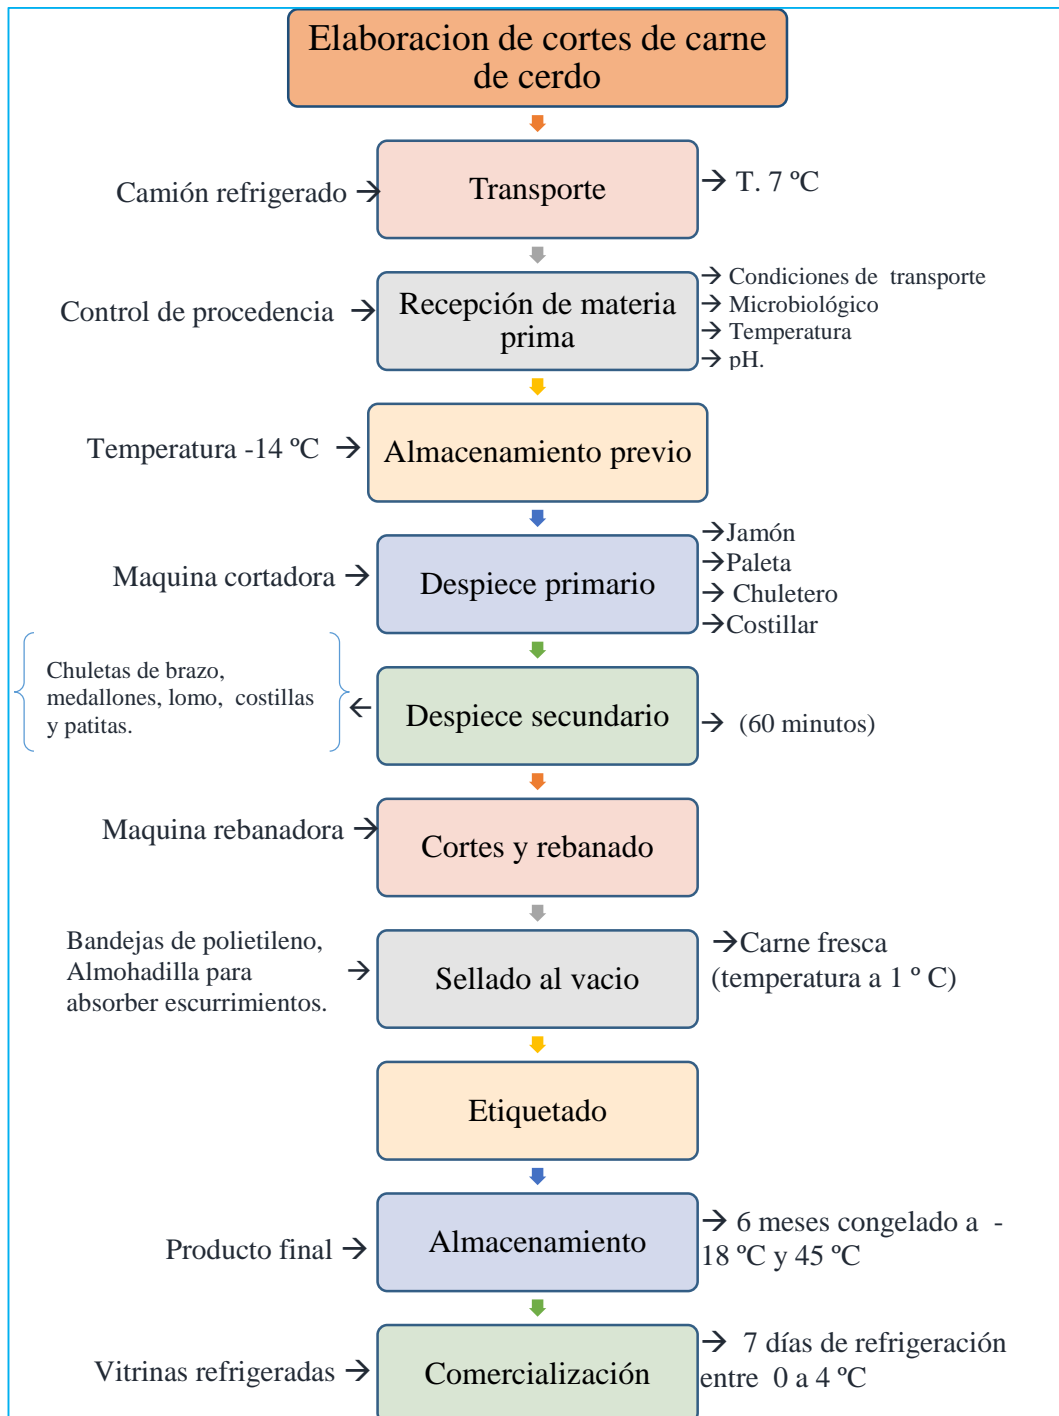 Elaboracion de cortes de carne
de cerdo
Camión refrigerado →
Transporte
→ T. 7 ºC
Control de procedencia →
Recepción de materia
prima
→ Condiciones de transporte
→ Microbiológico
→ Temperatura
→ pH.
Temperatura -14 ºC →
Almacenamiento previo
Maquina cortadora →
Despiece primario
→Jamón
→Paleta
→ Chuletero
→Costillar
Chuletas de brazo,
medallones, lomo, costillas
y patitas.
←
Despiece secundario
→ (60 minutos)
Maquina rebanadora →
Cortes y rebanado
Bandejas de polietileno,
Almohadilla para →
absorber escurrimientos.
Sellado al vacio
→Carne fresca
(temperatura a 1 º C)
Etiquetado
Producto final →
Almacenamiento
→ 6 meses congelado a -
18 ºC y 45 ºC
Vitrinas refrigeradas →
Comercialización
→ 7 días de refrigeración
entre 0 a 4 ºC